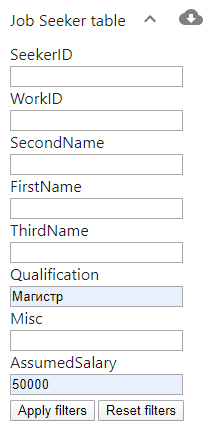 Job Seeker table
SeekerID
WorkID
SecondName
FirstName
ThirdName
Qualification
Магистр
Misc
AssumedSalary
50000
Apply filters Reset filters